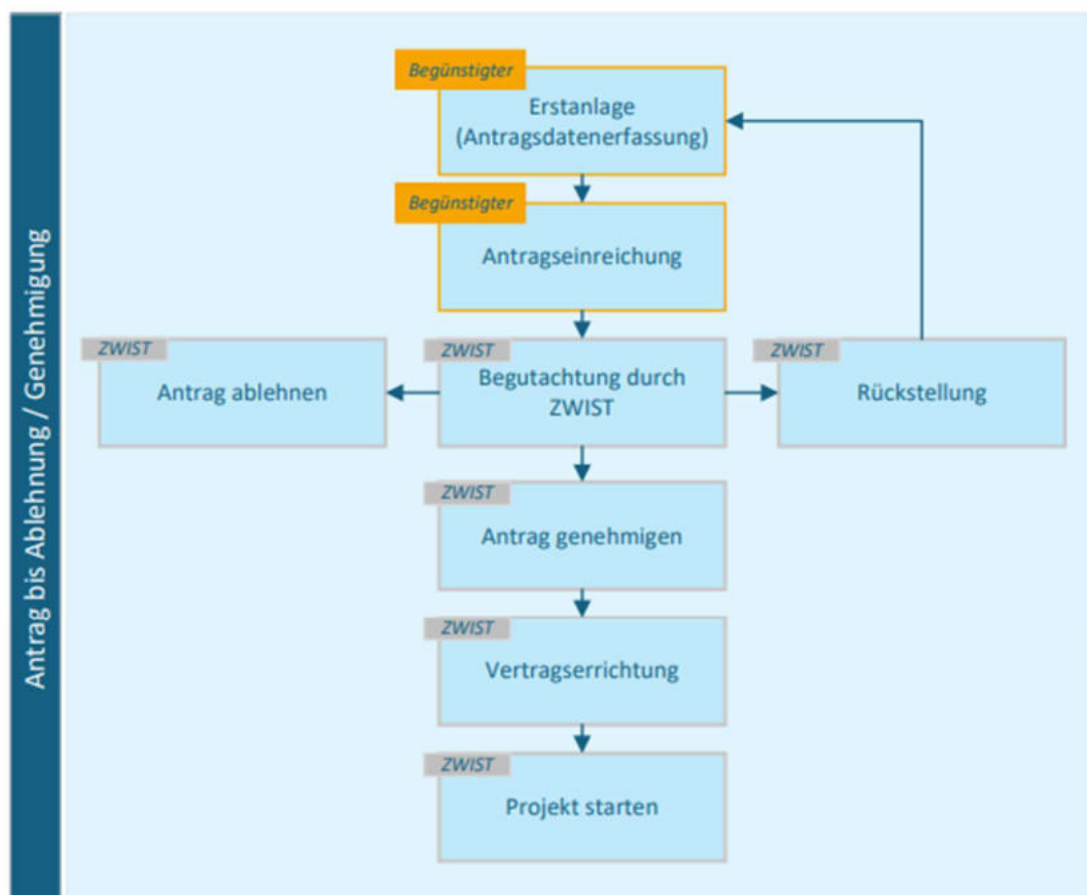 Antrag bis Ablehnung / Genehmigung
Begünstigter
Erstanlage
(Antragsdatenerfassung)
Begünstigter
Antragseinreichung
ZWIST
Antrag ablehnen
ZWIST
Begutachtung durch
ZWIST
ZWIST
Rückstellung
ZWIST
Antrag genehmigen
ZWIST
Vertragserrichtung
ZWIST
Projekt starten